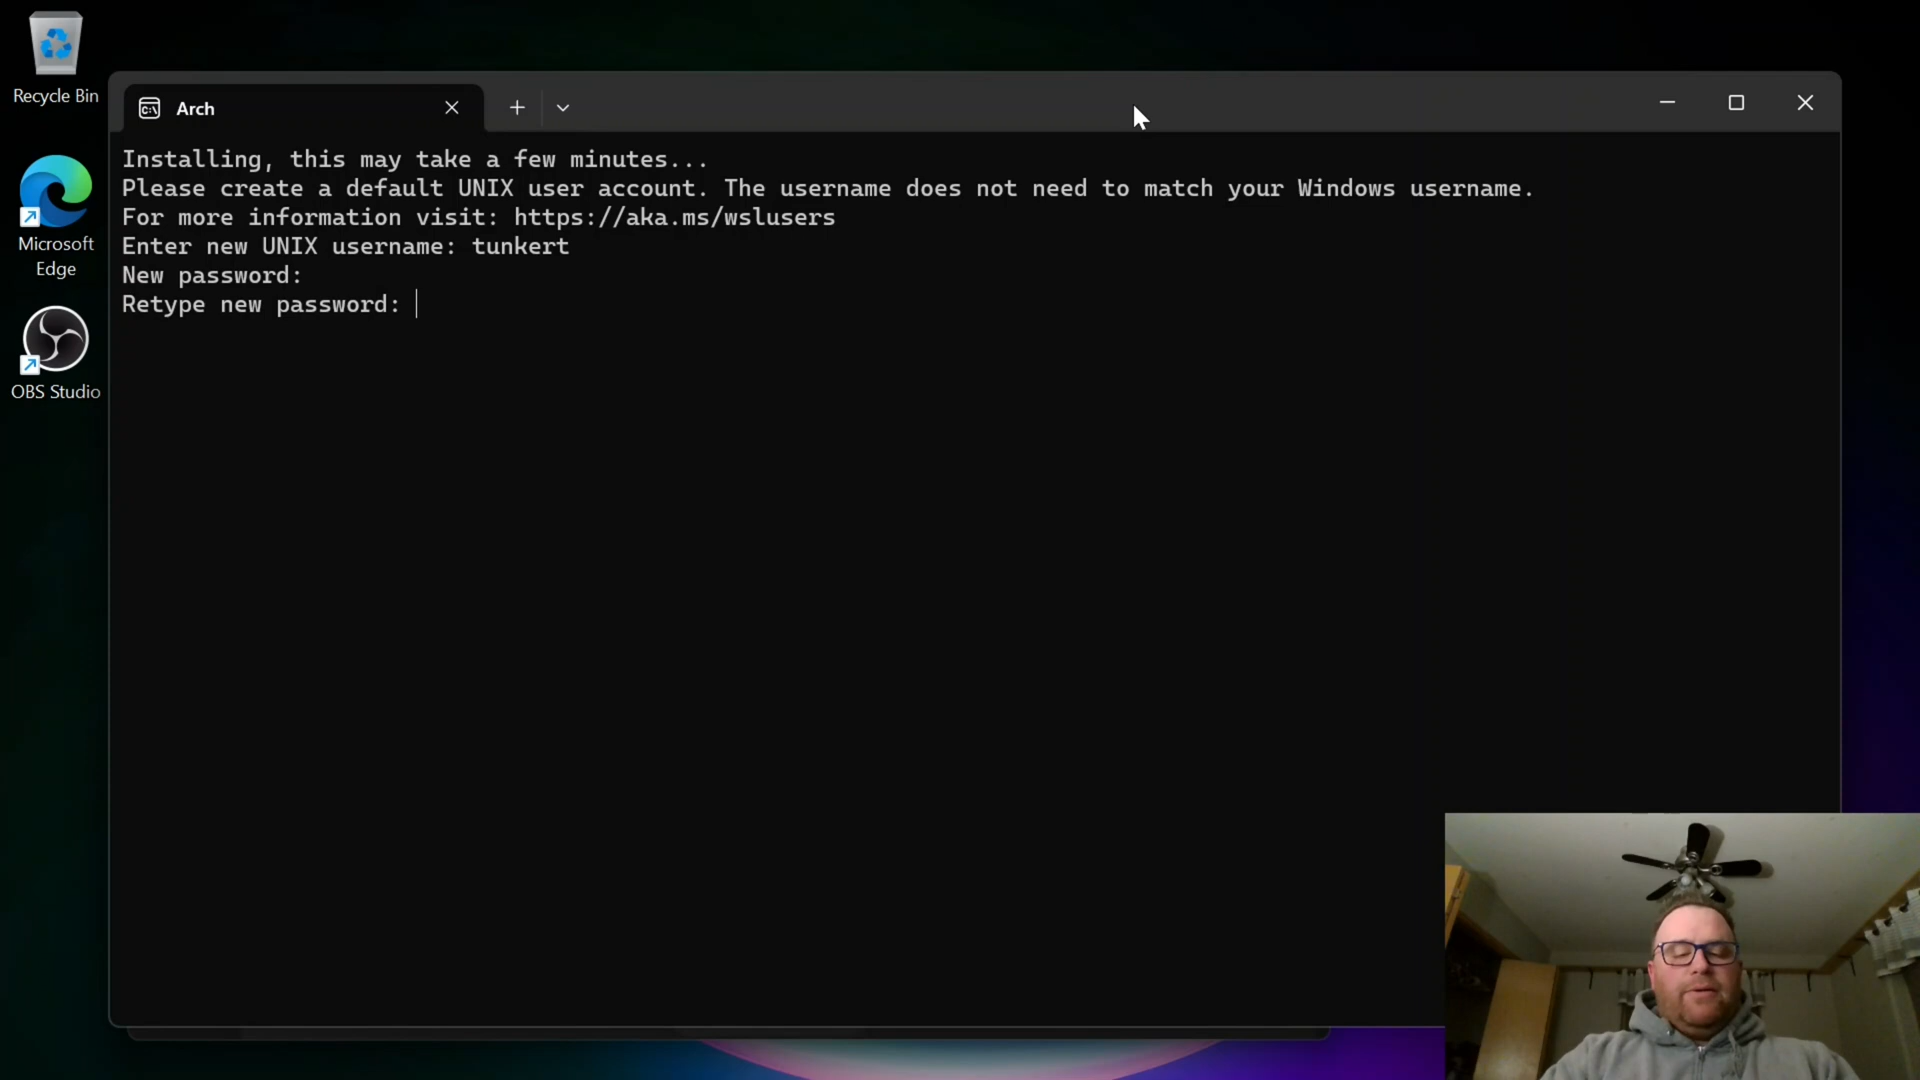 Recycle Bin
Microsoft
Edge
OBS Studio
Arch
Installing, this may take a few minutes...
Please create a default UNIX user account. The username does not need to match your Windows username.
For more information visit: https://aka.ms/wslusers
Enter new UNIX username: tunkert
New password:
Retype new password: